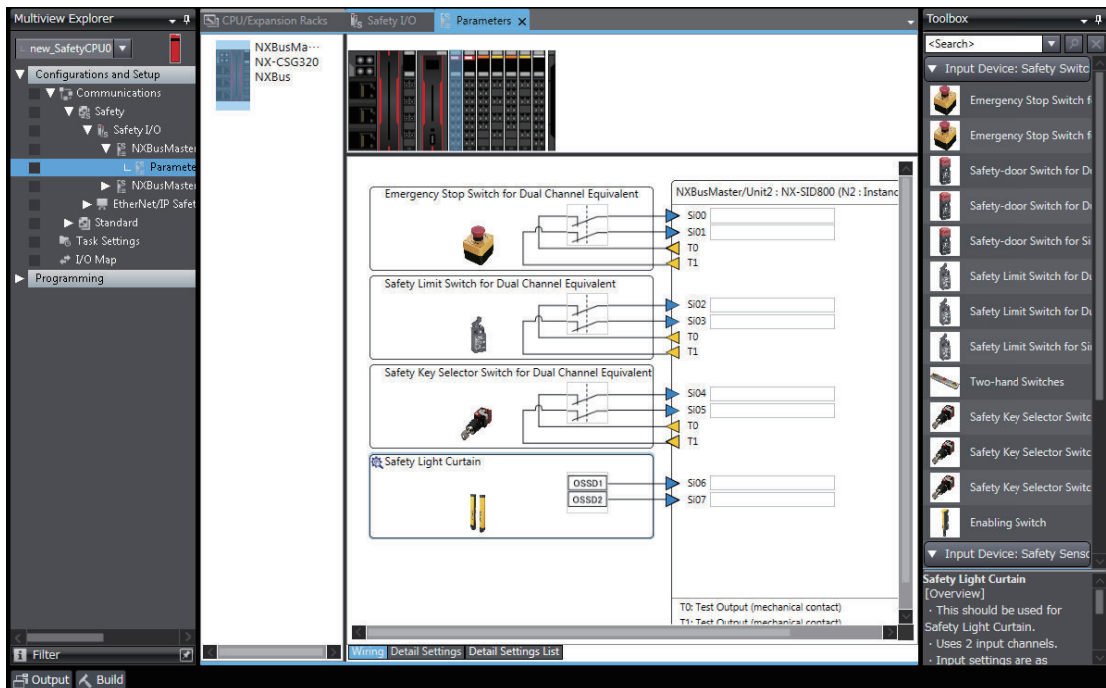 Multiview Explorer
new_SafetyCPU0
Configurations and Setup
Communications
Safety
Safety I/O
NXBusMaster
Paramete
NXBusMaster
EtherNet/IP Safet
Standard
Task Settings
I/O Map
Programming
Filter
Output
Build
CPU/Expansion Racks
Safety I/O
Parameters
NXBusMa···
NX-CSG320
NXBus
Emergency Stop Switch for Dual Channel Equivalent
Safety Limit Switch for Dual Channel Equivalent
Safety Key Selector Switch for Dual Channel Equivalent
Safety Light Curtain
OSSD1
OSSD2
NXBusMaster/Unit2 : NX-SID800 (N2 : Instanc
Si00
Si01
T0
T1
Si02
Si03
T0
T1
Si04
Si05
T0
T1
Si06
Si07
T0: Test Output (mechanical contact)
T1: Test Output (mechanical contact)
Wiring
Detail Settings
Detail Settings List
Toolbox
<Search>
Input Device: Safety Switc
Emergency Stop Switch f
Emergency Stop Switch f
Safety-door Switch for Du
Safety-door Switch for Du
Safety-door Switch for Si
Safety Limit Switch for Du
Safety Limit Switch for Du
Safety Limit Switch for Sin
Two-hand Switches
Safety Key Selector Switc
Safety Key Selector Switc
Safety Key Selector Switc
Enabling Switch
Input Device: Safety Senso
Safety Light Curtain
[Overview]
· This should be used for
Safety Light Curtain.
· Uses 2 input channels.
· Input settings are as